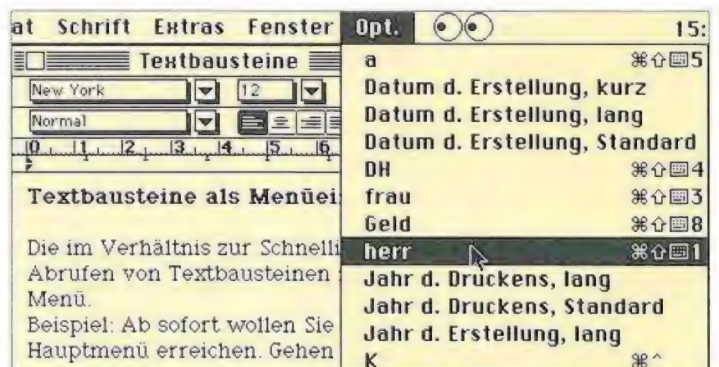 at Schrift Extras Fenster Opt. 15:
Textbausteine
New York 12
Normal
0 1 2 3 4 5 6
Textbausteine als Menüei
Die im Verhältnis zur Schnelli
Abrufen von Textbausteinen
Menü.
Beispiel: Ab sofort wollen Sie
Hauptmenü erreichen. Gehen
a ⌘⇧⌨5
Datum d. Erstellung, kurz
Datum d. Erstellung, lang
Datum d. Erstellung, Standard
DH ⌘⇧⌨4
frau ⌘⇧⌨3
Geld ⌘⇧⌨8
herr ⌘⇧⌨1
Jahr d. Druckens, lang
Jahr d. Druckens, Standard
Jahr d. Erstellung, lang
K ⌘^